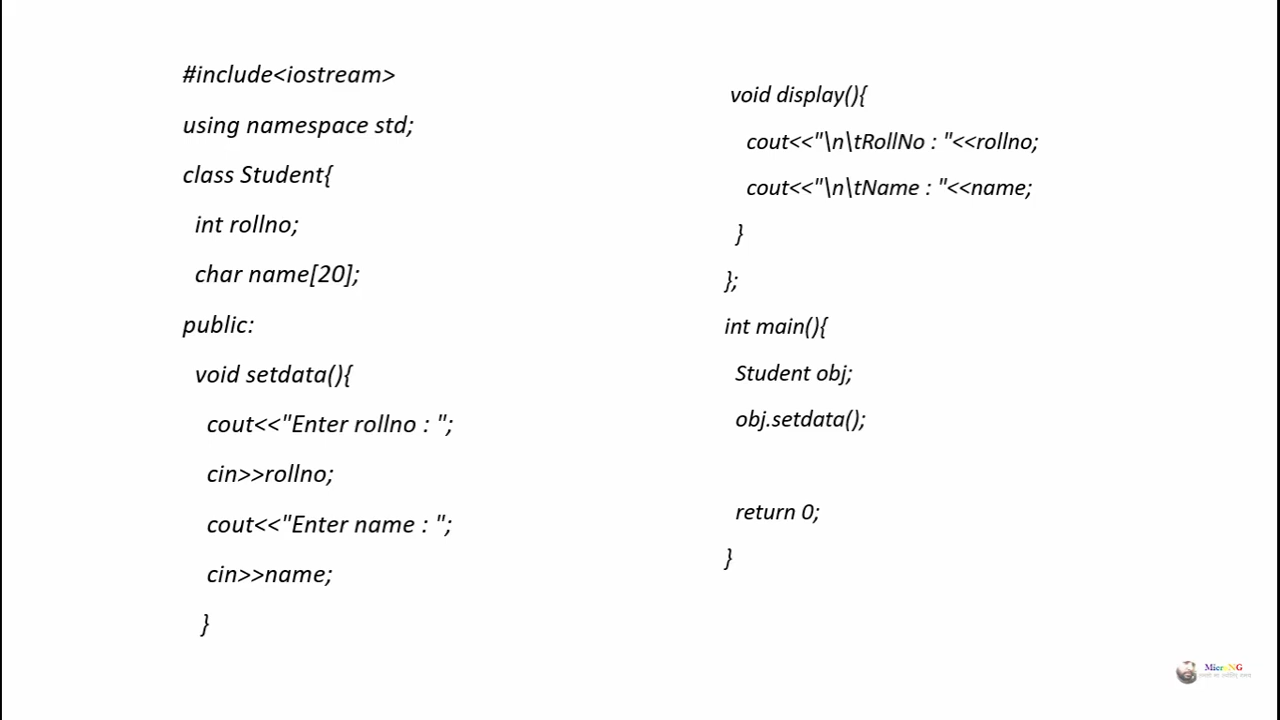 #include<iostream>
using namespace std;
class Student{
int rollno;
char name[20];
public:
void setdata(){
cout<<"Enter rollno : ";
cin>>rollno;
cout<<"Enter name : ";
cin>>name;
}
void display(){
cout<<"\n\tRollNo : "<<rollno;
cout<<"\n\tName : "<<name;
}
};
int main(){
Student obj;
obj.setdata();
return 0;
}